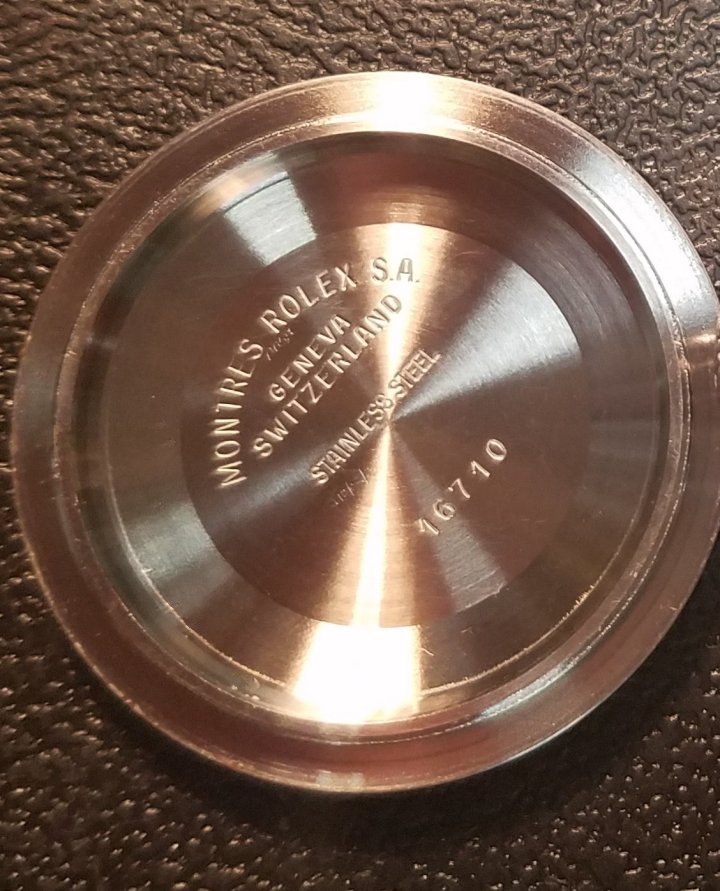 MONTRES ROLEX S.A.
GENEVA
SWITZERLAND
STAINLESS STEEL
16710